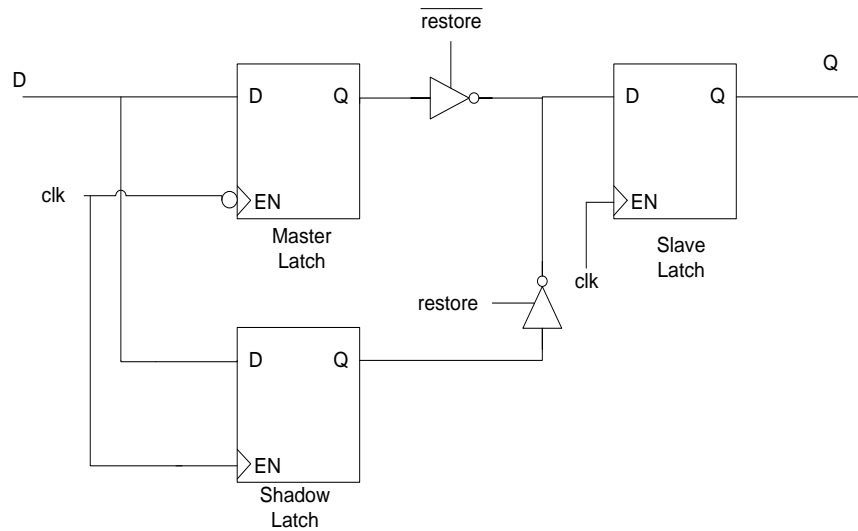 restore
D
Q
D
Q
D
Q
clk
EN
EN
Master
Latch
Slave
Latch
clk
restore
D
Q
EN
Shadow
Latch